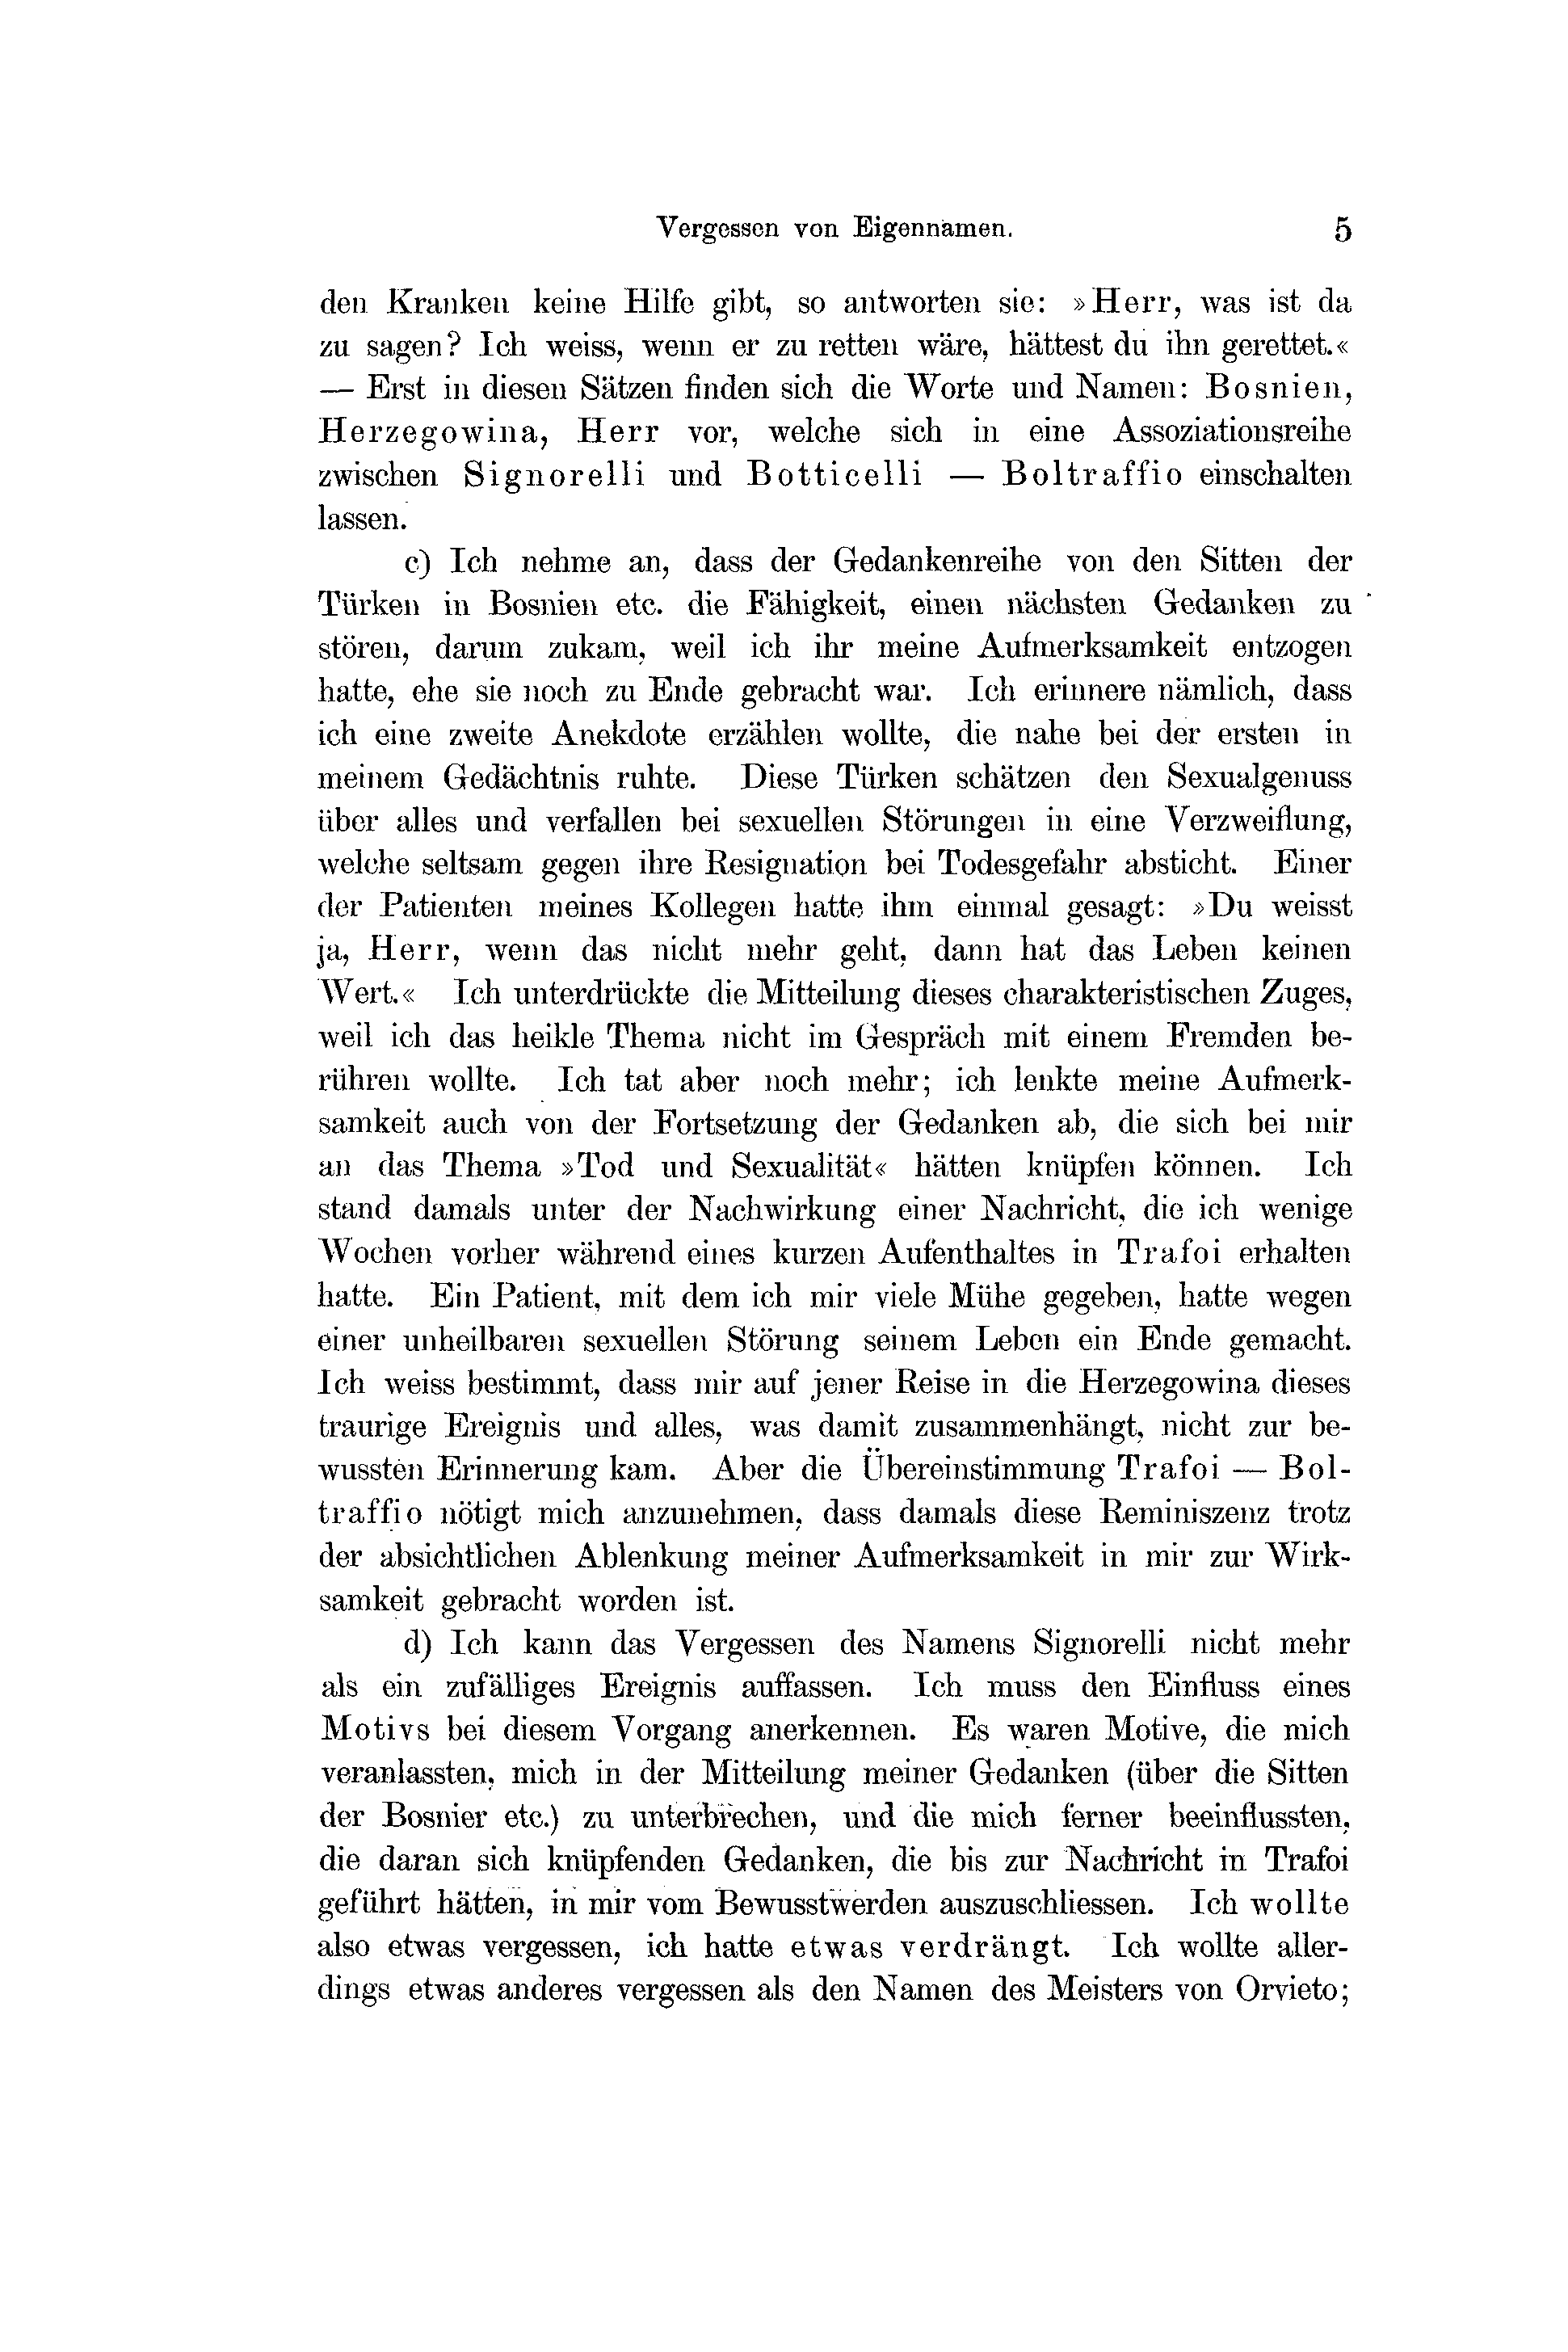 Vergessen von Eigennamen. 5
den Kranken keine Hilfe gibt, so antworten sie: »Herr, was ist da
zu sagen? Ich weiss, wenn er zu retten wäre, hättest du ihn gerettet.«
— Erst in diesen Sätzen finden sich die Worte und Namen: Bosnien,
Herzegowina, Herr vor, welche sich in eine Assoziationsreihe
zwischen Signorelli und Botticelli — Boltraffio einschalten
lassen.
c) Ich nehme an, dass der Gedankenreihe von den Sitten der
Türken in Bosnien etc. die Fähigkeit, einen nächsten Gedanken zu
stören, darum zukam, weil ich ihr meine Aufmerksamkeit entzogen
hatte, ehe sie noch zu Ende gebracht war. Ich erinnere nämlich, dass
ich eine zweite Anekdote erzählen wollte, die nahe bei der ersten in
meinem Gedächtnis ruhte. Diese Türken schätzen den Sexualgenuss
über alles und verfallen bei sexuellen Störungen in eine Verzweiflung,
welche seltsam gegen ihre Resignation bei Todesgefahr absticht. Einer
der Patienten meines Kollegen hatte ihm einmal gesagt: »Du weisst
ja, Herr, wenn das nicht mehr geht, dann hat das Leben keinen
Wert.« Ich unterdrückte die Mitteilung dieses charakteristischen Zuges,
weil ich das heikle Thema nicht im Gespräch mit einem Fremden be-
rühren wollte. Ich tat aber noch mehr; ich lenkte meine Aufmerk-
samkeit auch von der Fortsetzung der Gedanken ab, die sich bei mir
an das Thema »Tod und Sexualität« hätten knüpfen können. Ich
stand damals unter der Nachwirkung einer Nachricht, die ich wenige
Wochen vorher während eines kurzen Aufenthaltes in Trafoi erhalten
hatte. Ein Patient, mit dem ich mir viele Mühe gegeben, hatte wegen
einer unheilbaren sexuellen Störung seinem Leben ein Ende gemacht.
Ich weiss bestimmt, dass mir auf jener Reise in die Herzegowina dieses
traurige Ereignis und alles, was damit zusammenhängt, nicht zur be-
wussten Erinnerung kam. Aber die Übereinstimmung Trafoi — Bol-
traffio nötigt mich anzunehmen, dass damals diese Reminiszenz trotz
der absichtlichen Ablenkung meiner Aufmerksamkeit in mir zur Wirk-
samkeit gebracht worden ist.
d) Ich kann das Vergessen des Namens Signorelli nicht mehr
als ein zufälliges Ereignis auffassen. Ich muss den Einfluss eines
Motivs bei diesem Vorgang anerkennen. Es waren Motive, die mich
veranlassten, mich in der Mitteilung meiner Gedanken (über die Sitten
der Bosnier etc.) zu unterbrechen, und die mich ferner beeinflussten,
die daran sich knüpfenden Gedanken, die bis zur Nachricht in Trafoi
geführt hätten, in mir vom Bewusstwerden auszuschliessen. Ich wollte
also etwas vergessen, ich hatte etwas verdrängt. Ich wollte aller-
dings etwas anderes vergessen als den Namen des Meisters von Orvieto;